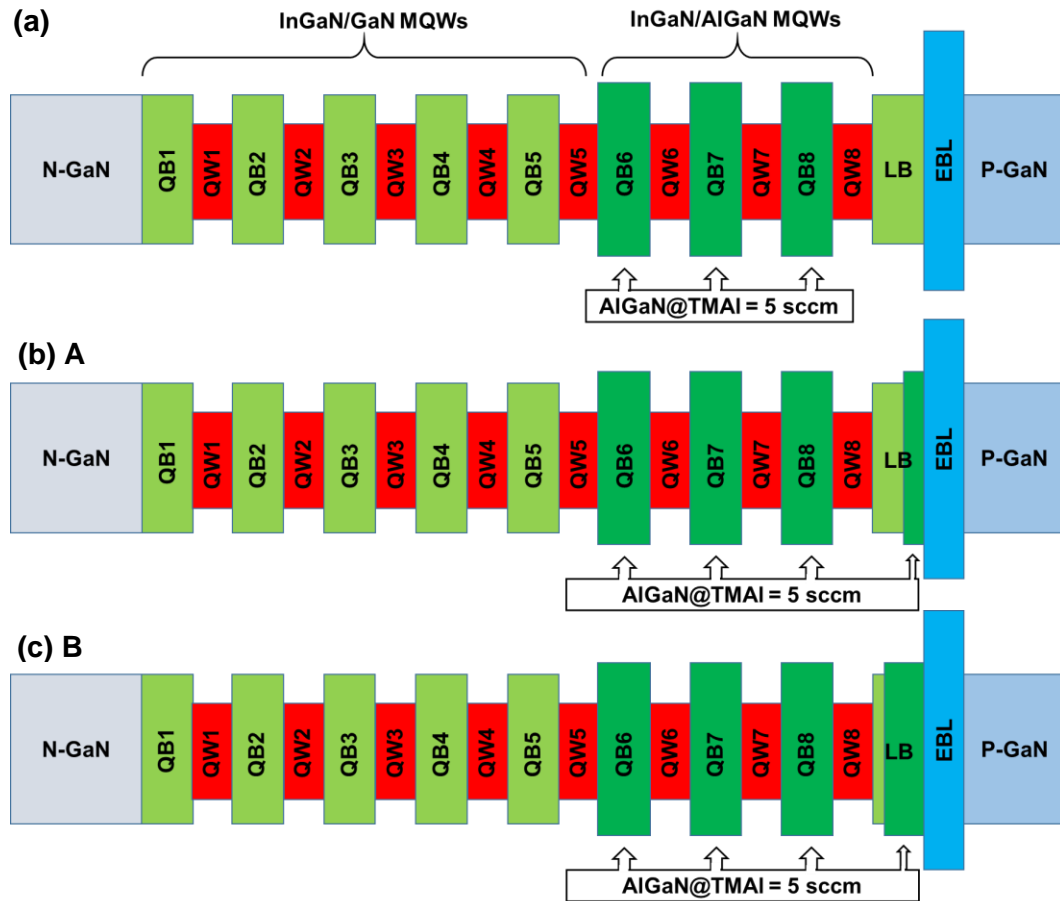 (a)
InGaN/GaN MQWs
InGaN/AlGaN MQWs
N-GaN
QB1
QW1
QB2
QW2
QB3
QW3
QB4
QW4
QB5
QW5
QB6
QW6
QB7
QW7
QB8
QW8
LB
EBL
P-GaN
AlGaN@TMAl = 5 sccm
(b) A
N-GaN
QB1
QW1
QB2
QW2
QB3
QW3
QB4
QW4
QB5
QW5
QB6
QW6
QB7
QW7
QB8
QW8
LB
EBL
P-GaN
AlGaN@TMAl = 5 sccm
(c) B
N-GaN
QB1
QW1
QB2
QW2
QB3
QW3
QB4
QW4
QB5
QW5
QB6
QW6
QB7
QW7
QB8
QW8
LB
EBL
P-GaN
AlGaN@TMAl = 5 sccm